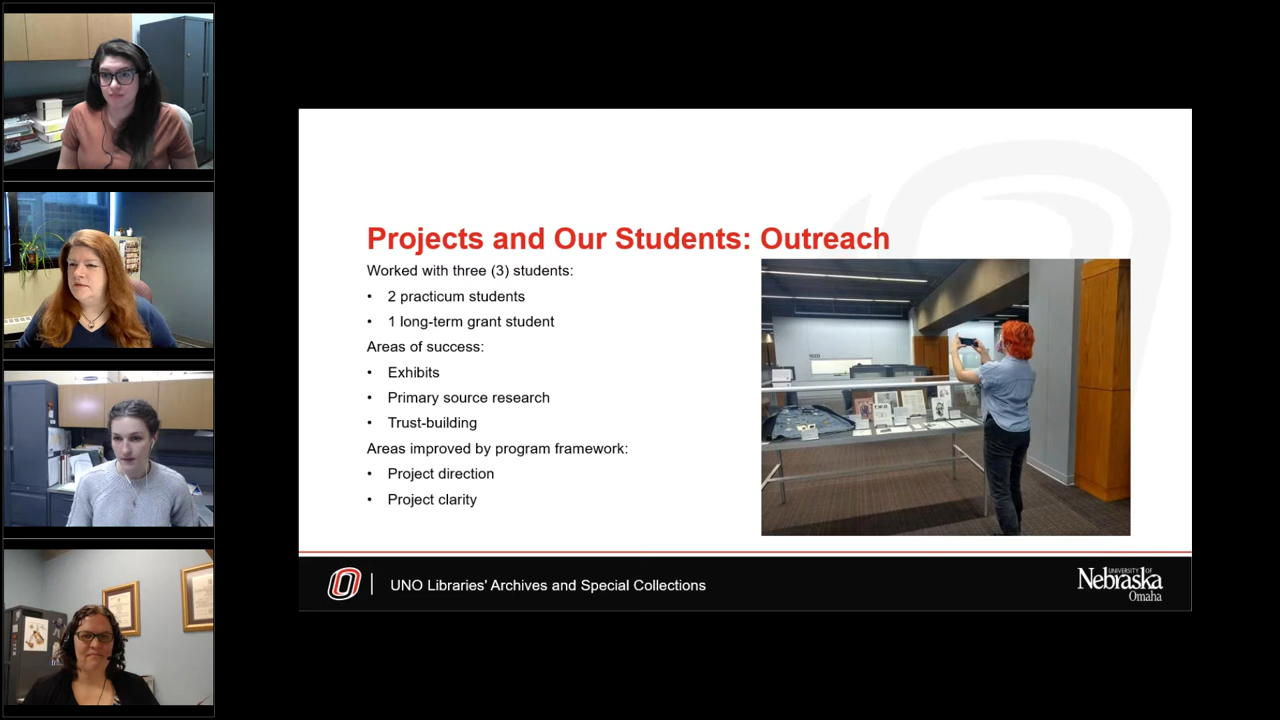 Projects and Our Students: Outreach
Worked with three (3) students:
• 2 practicum students
• 1 long-term grant student
Areas of success:
• Exhibits
• Primary source research
• Trust-building
Areas improved by program framework:
• Project direction
• Project clarity
UNO Libraries' Archives and Special Collections
UNIVERSITY OF
Nebraska
Omaha